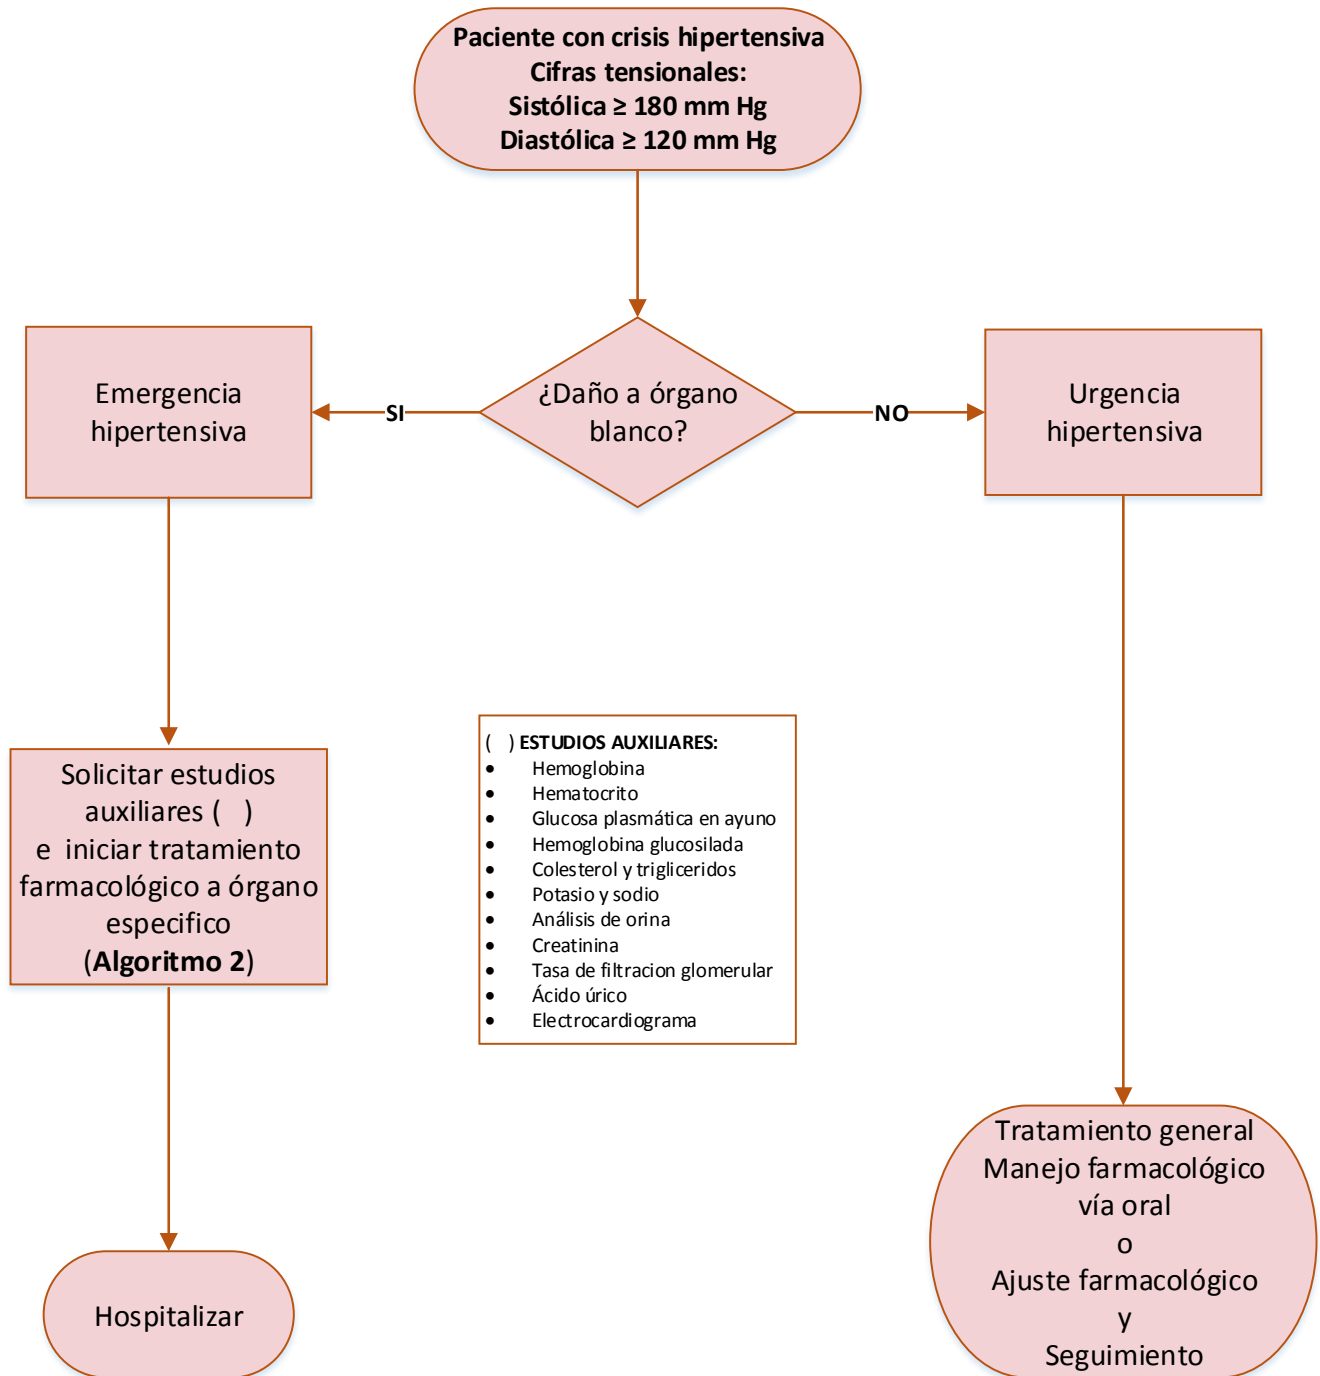 Paciente con crisis hipertensiva
Cifras tensionales:
Sistólica ≥ 180 mm Hg
Diastólica ≥ 120 mm Hg
¿Daño a órgano
blanco?
SI
NO
Emergencia
hipertensiva
Urgencia
hipertensiva
Solicitar estudios
auxiliares (   )
e  iniciar tratamiento
farmacológico a órgano
especifico
(Algoritmo 2)
(   ) ESTUDIOS AUXILIARES:
• Hemoglobina
• Hematocrito
• Glucosa plasmática en ayuno
• Hemoglobina glucosilada
• Colesterol y trigliceridos
• Potasio y sodio
• Análisis de orina
• Creatinina
• Tasa de filtracion glomerular
• Ácido úrico
• Electrocardiograma
Hospitalizar
Tratamiento general
Manejo farmacológico
vía oral
o
Ajuste farmacológico
y
Seguimiento